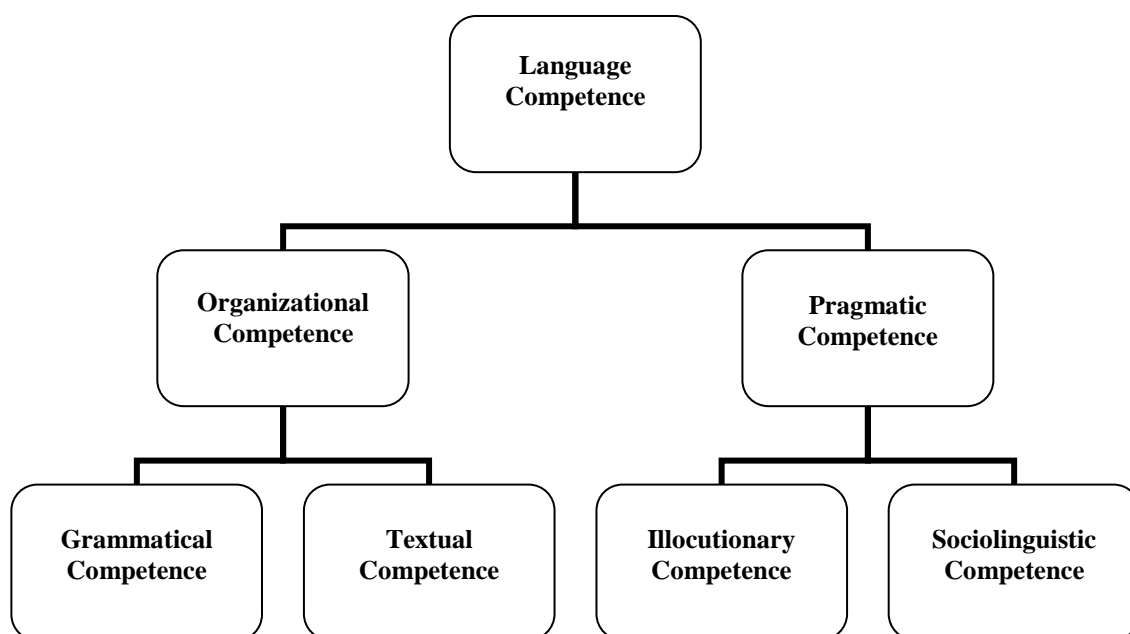 Language
Competence
Organizational
Competence
Pragmatic
Competence
Grammatical
Competence
Textual
Competence
Illocutionary
Competence
Sociolinguistic
Competence